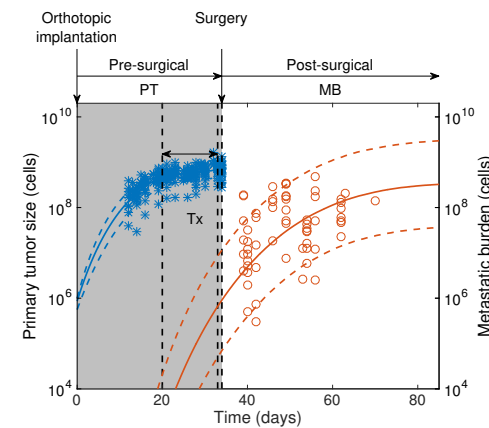 Orthotopic
implantation
Surgery
Pre-surgical
Post-surgical
PT
MB
10^10
10^10
Tx
10^8
10^8
10^6
10^6
10^4
10^4
0
20
40
60
80
Time (days)
Primary tumor size (cells)
Metastatic burden (cells)